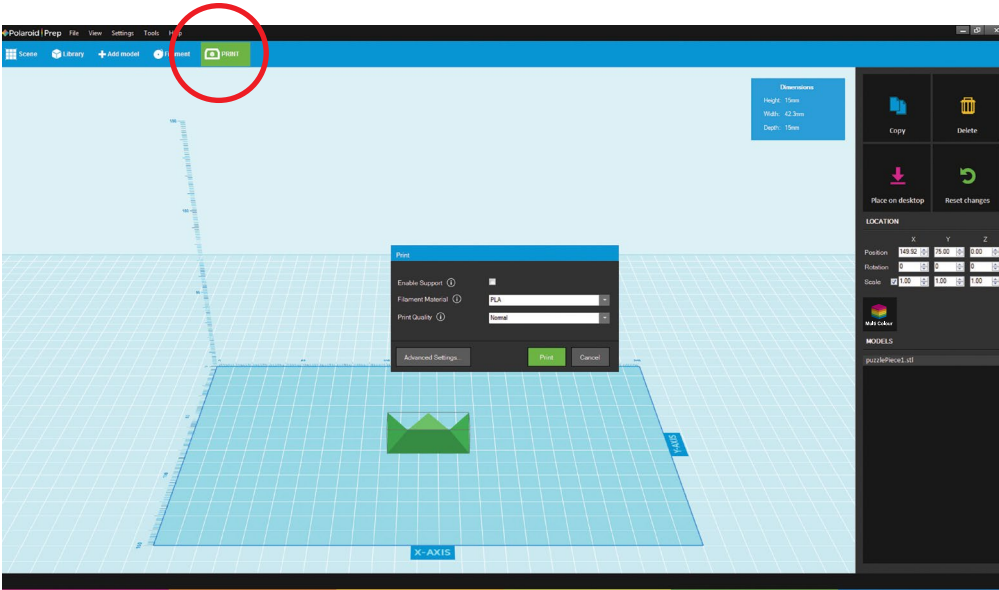 Polaroid | Prep File View Settings Tools Help
Scene Library Add model Filament PRINT
Dimensions
Height: 15mm
Width: 42.3mm
Depth: 15mm
Copy Delete
Place on desktop Reset changes
LOCATION
X Y Z
Position 149.92 75.00 0.00
Rotation 0 0 0
Scale 1.00 1.00 1.00
Multi Colour
MODELS
puzzlePiece1.stl
Print
Enable Support
Filament Material PLA
Print Quality Normal
Advanced Settings... Print Cancel
Y-AXIS
X-AXIS